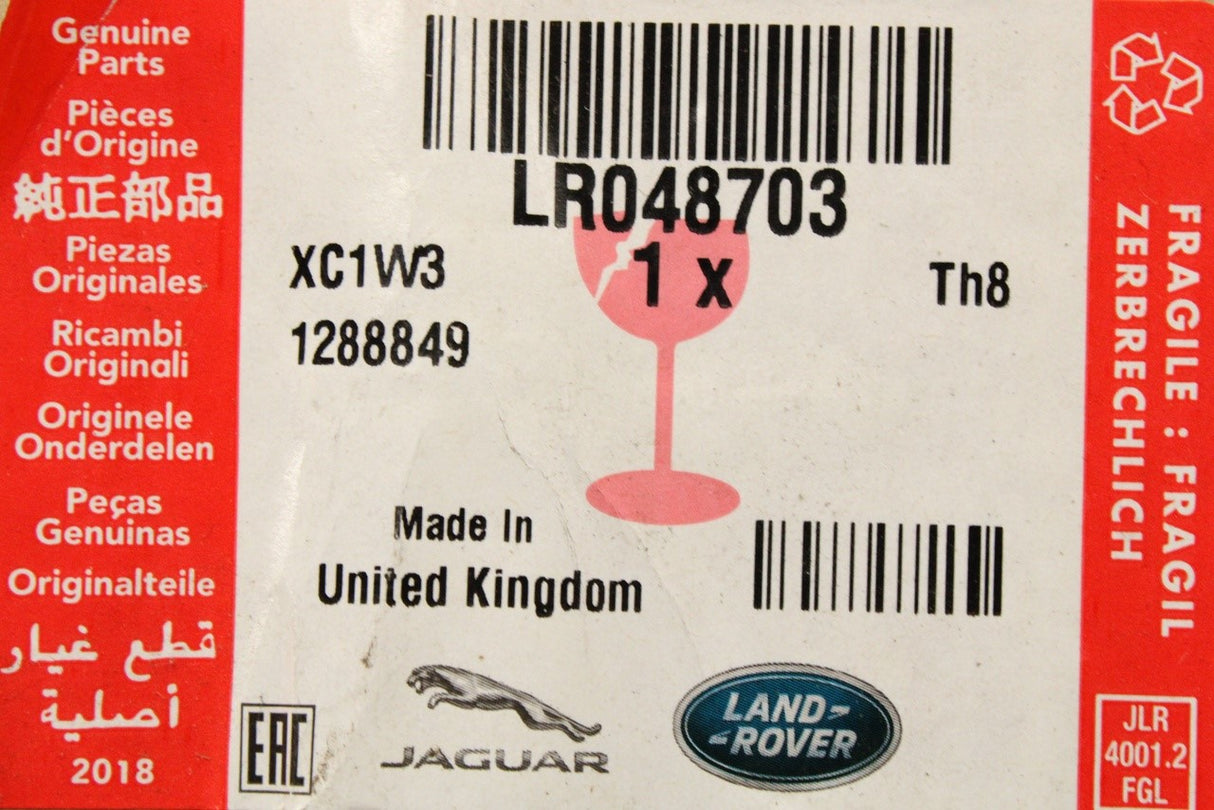 Genuine
Parts
Pièces
d'Origine
純正部品
Piezas
Originales
Ricambi
Originali
Originele
Onderdelen
Peças
Genuinas
Originalteile
قطع غيار
أصلية
2018
LR048703
XC1W3
1 x
Th8
1288849
Made In
United Kingdom
EAC
JAGUAR
LAND-
-ROVER
FRAGILE : FRAGIL
ZERBRECHLICH
JLR
4001.2
FGL